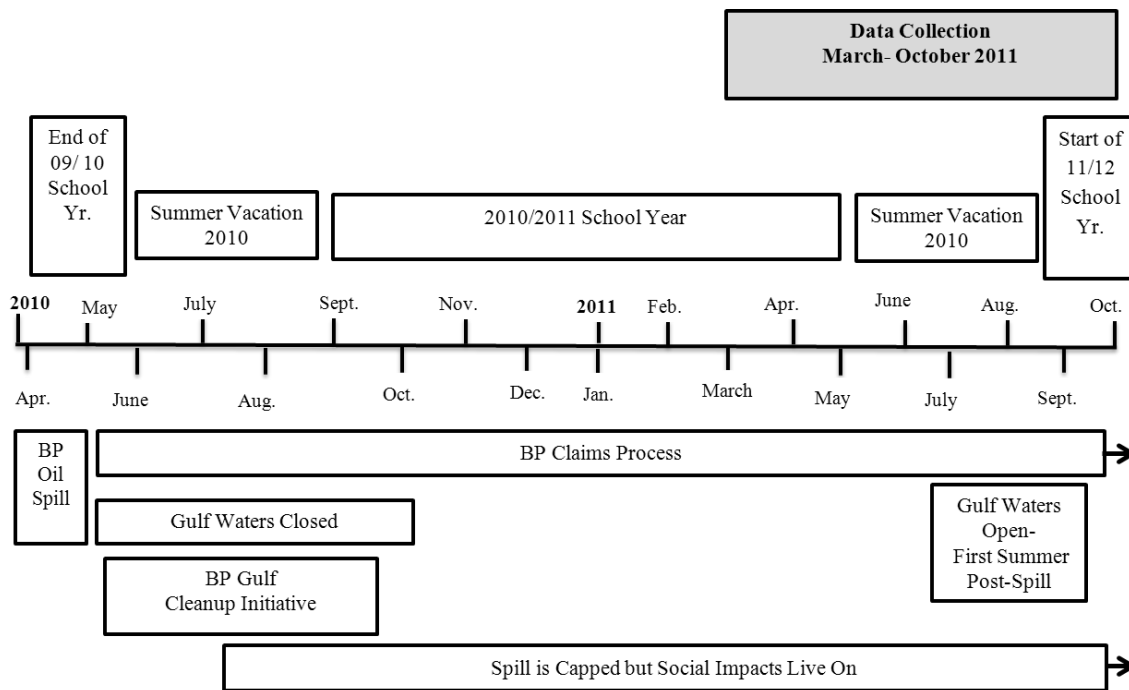 Data Collection
March- October 2011
End of
09/ 10
School
Yr.
Summer Vacation
2010
2010/2011 School Year
Summer Vacation
2010
Start of
11/12
School
Yr.
2010
May
July
Sept.
Nov.
2011
Feb.
Apr.
June
Aug.
Oct.
Apr.
June
Aug.
Oct.
Dec.
Jan.
March
May
July
Sept.
BP
Oil
Spill
BP Claims Process
Gulf Waters Closed
Gulf Waters
Open-
First Summer
Post-Spill
BP Gulf
Cleanup Initiative
Spill is Capped but Social Impacts Live On